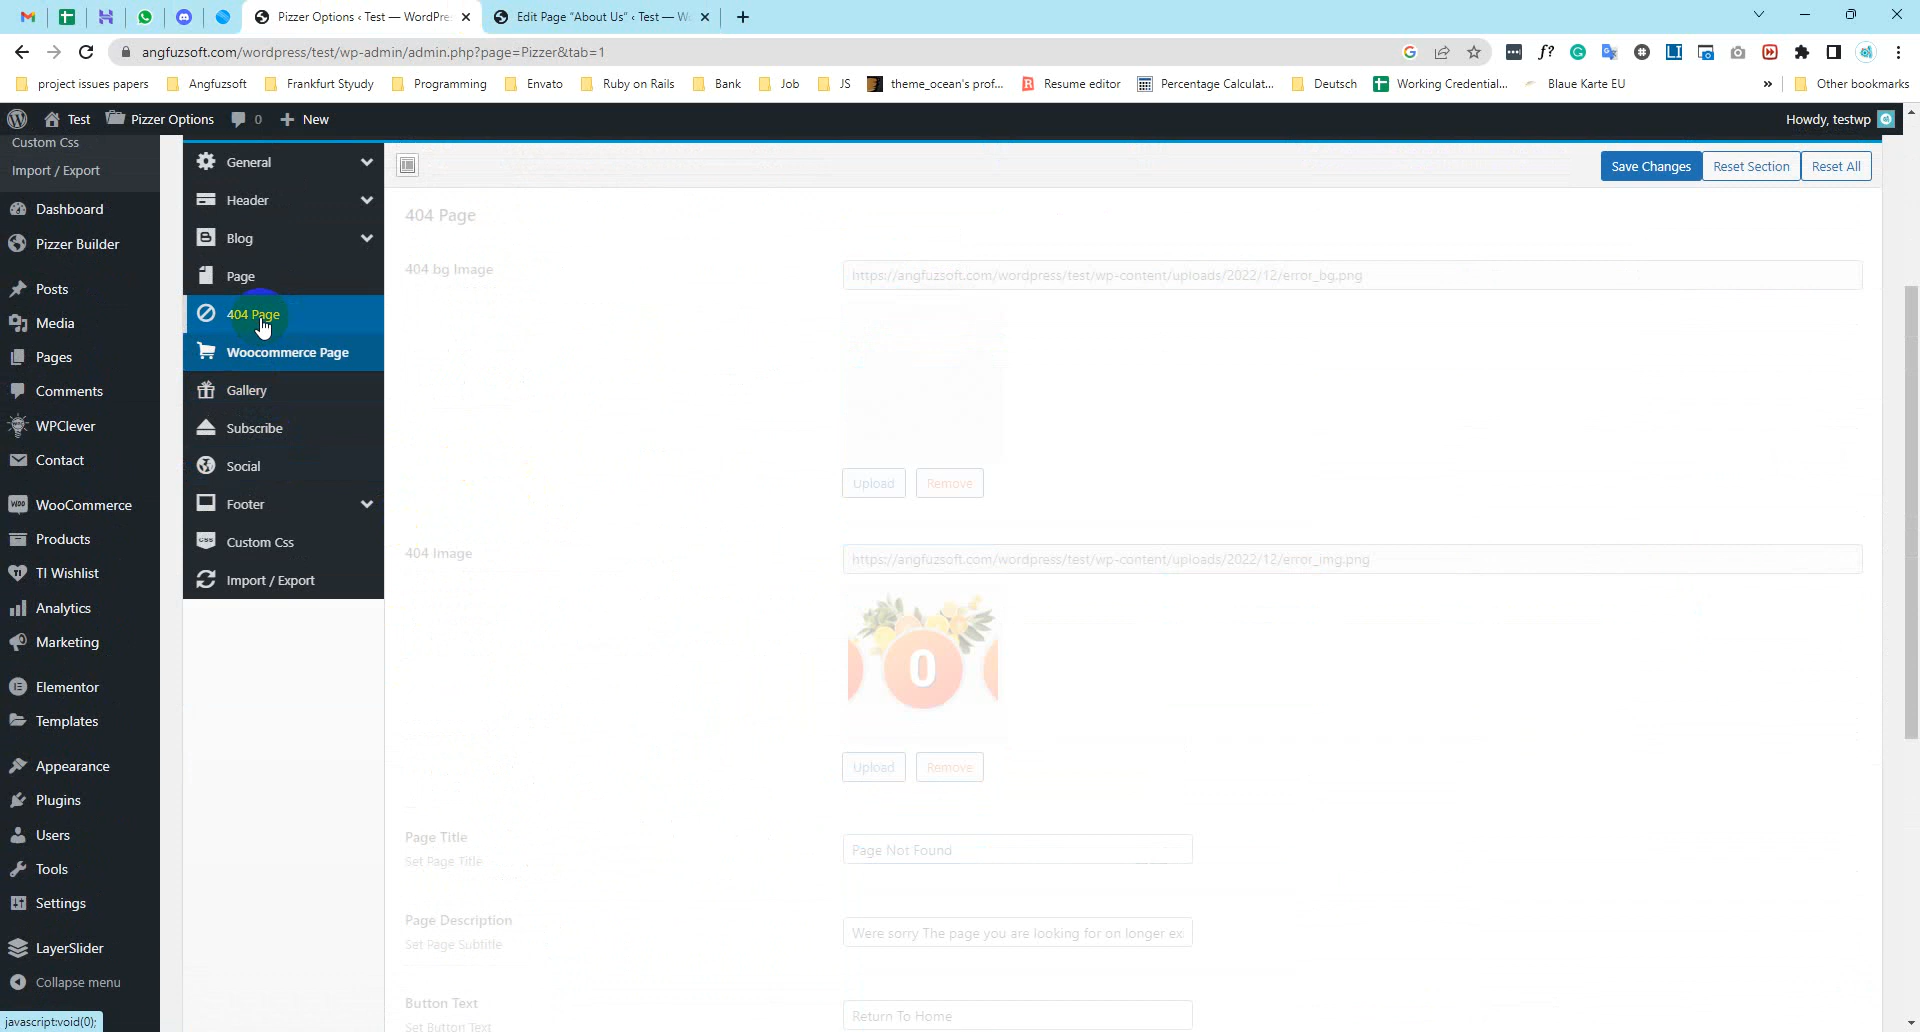 Pizzer Options ‹ Test — WordPre
Edit Page "About Us" ‹ Test — W
angfuzsoft.com/wordpress/test/wp-admin/admin.php?page=Pizzer&tab=1
project issues papers
Angfuzsoft
Frankfurt Styudy
Programming
Envato
Ruby on Rails
Bank
Job
JS
theme_ocean's prof...
Resume editor
Percentage Calculat...
Deutsch
Working Credential...
Blaue Karte EU
»
Other bookmarks
Test
Pizzer Options
0
New
Howdy, testwp
Custom Css
Import / Export
Dashboard
Pizzer Builder
Posts
Media
Pages
Comments
WPClever
Contact
WooCommerce
Products
TI Wishlist
Analytics
Marketing
Elementor
Templates
Appearance
Plugins
Users
Tools
Settings
LayerSlider
Collapse menu
javascript:void(0);
General
Header
Blog
Page
404 Page
Woocommerce Page
Gallery
Subscribe
Social
Footer
Custom Css
Import / Export
Save Changes
Reset Section
Reset All
404 Page
404 bg Image
https://angfuzsoft.com/wordpress/test/wp-content/uploads/2022/12/error_bg.png
Upload
Remove
404 Image
https://angfuzsoft.com/wordpress/test/wp-content/uploads/2022/12/error_img.png
0
Upload
Remove
Page Title
Set Page Title
Page Not Found
Page Description
Set Page Subtitle
Were sorry The page you are looking for on longer ex
Button Text
Set Button Text
Return To Home